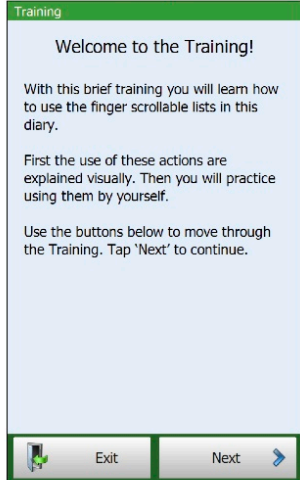 Training
Welcome to the Training!
With this brief training you will learn how
to use the finger scrollable lists in this
diary.
First the use of these actions are
explained visually. Then you will practice
using them by yourself.
Use the buttons below to move through
the Training. Tap ‘Next’ to continue.
Exit
Next